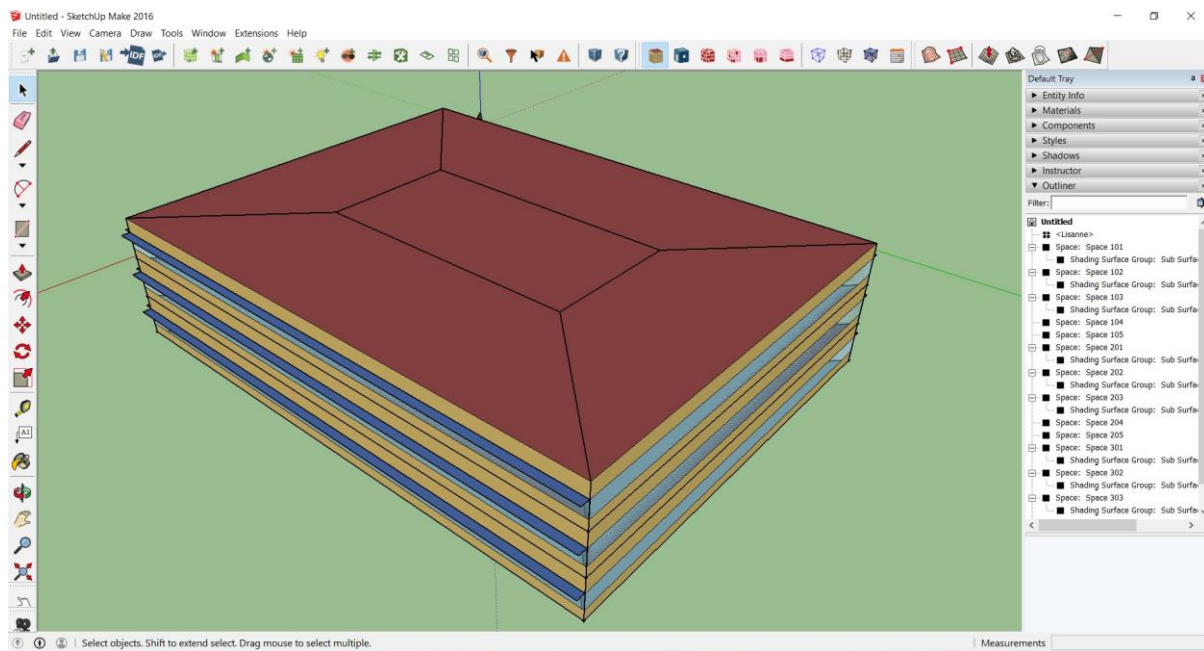 Untitled - SketchUp Make 2016
File Edit View Camera Draw Tools Window Extensions Help
IDF
Default Tray
Entity Info
Materials
Components
Styles
Shadows
Instructor
Outliner
Filter:
Untitled
<Lisanne>
Space: Space 101
Shading Surface Group: Sub Surfa
Space: Space 102
Shading Surface Group: Sub Surfa
Space: Space 103
Shading Surface Group: Sub Surfa
Space: Space 104
Space: Space 105
Space: Space 201
Shading Surface Group: Sub Surfa
Space: Space 202
Shading Surface Group: Sub Surfa
Space: Space 203
Shading Surface Group: Sub Surfa
Space: Space 204
Space: Space 205
Space: Space 301
Shading Surface Group: Sub Surfa
Space: Space 302
Shading Surface Group: Sub Surfa
Space: Space 303
Shading Surface Group: Sub Surfa
A1
Select objects. Shift to extend select. Drag mouse to select multiple.
Measurements